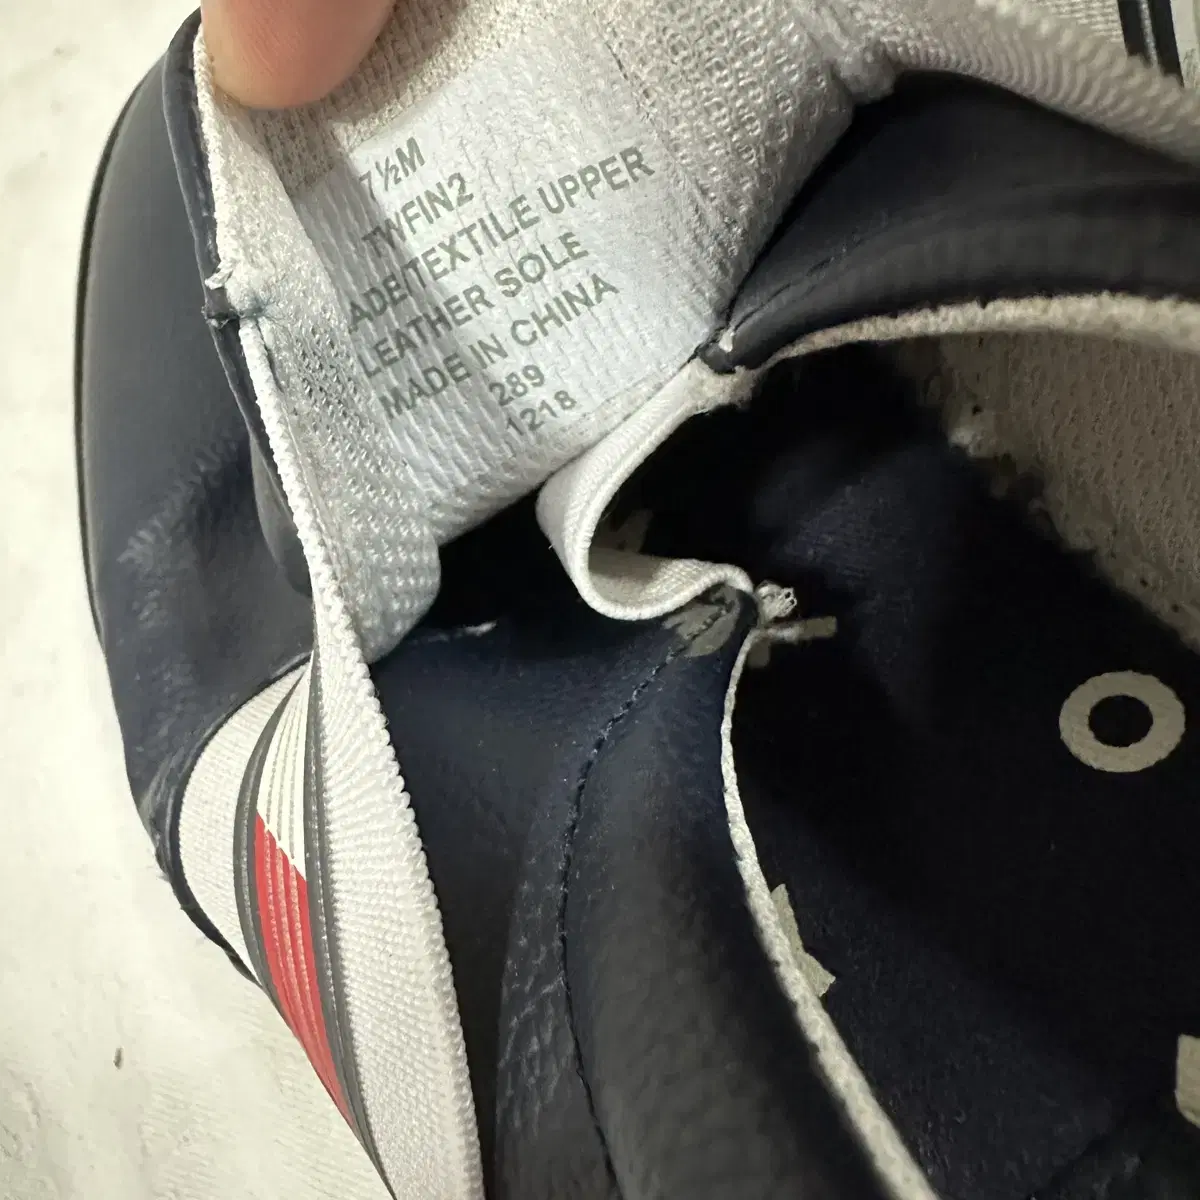 7 ½M
TWFIN2
ADE/TEXTILE UPPER
LEATHER SOLE
MADE IN CHINA
289
1218